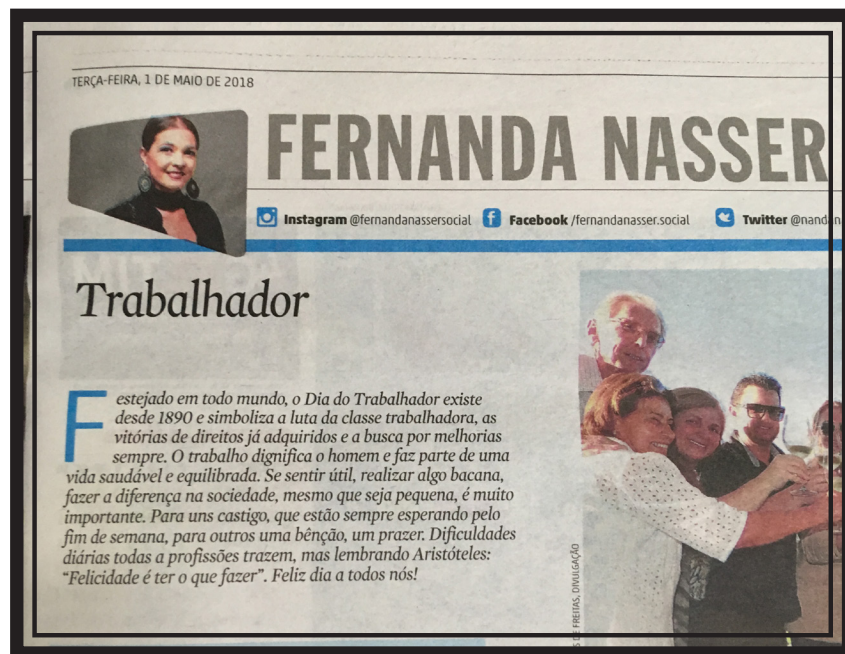 TERÇA-FEIRA, 1 DE MAIO DE 2018
FERNANDA NASSER
Instagram @fernandanassersocial Facebook /fernandanasser.social Twitter
Trabalhador
Festejado em todo mundo, o Dia do Trabalhador existe
desde 1890 e simboliza a luta da classe trabalhadora, as
vitórias de direitos já adquiridos e a busca por melhorias
sempre. O trabalho dignifica o homem e faz parte de uma
vida saudável e equilibrada. Se sentir útil, realizar algo bacana,
fazer a diferença na sociedade, mesmo que seja pequena, é muito
importante. Para uns castigo, que estão sempre esperando pelo
fim de semana, para outros uma bênção, um prazer. Dificuldades
diárias todas a profissões trazem, mas lembrando Aristóteles:
“Felicidade é ter o que fazer”. Feliz dia a todos nós!
DE FREITAS, DIVULGAÇÃO